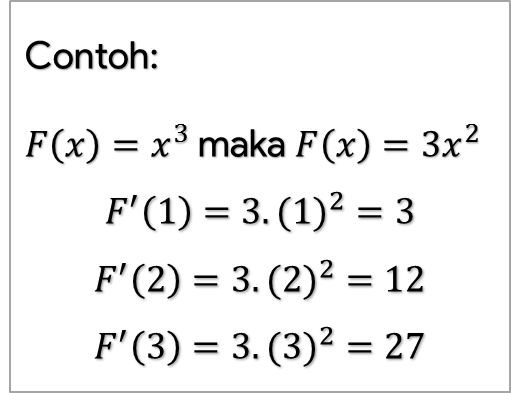 Contoh:
F(x) = x³ maka F(x) = 3x²
F′(1) = 3. (1)² = 3
F′(2) = 3. (2)² = 12
F′(3) = 3. (3)² = 27